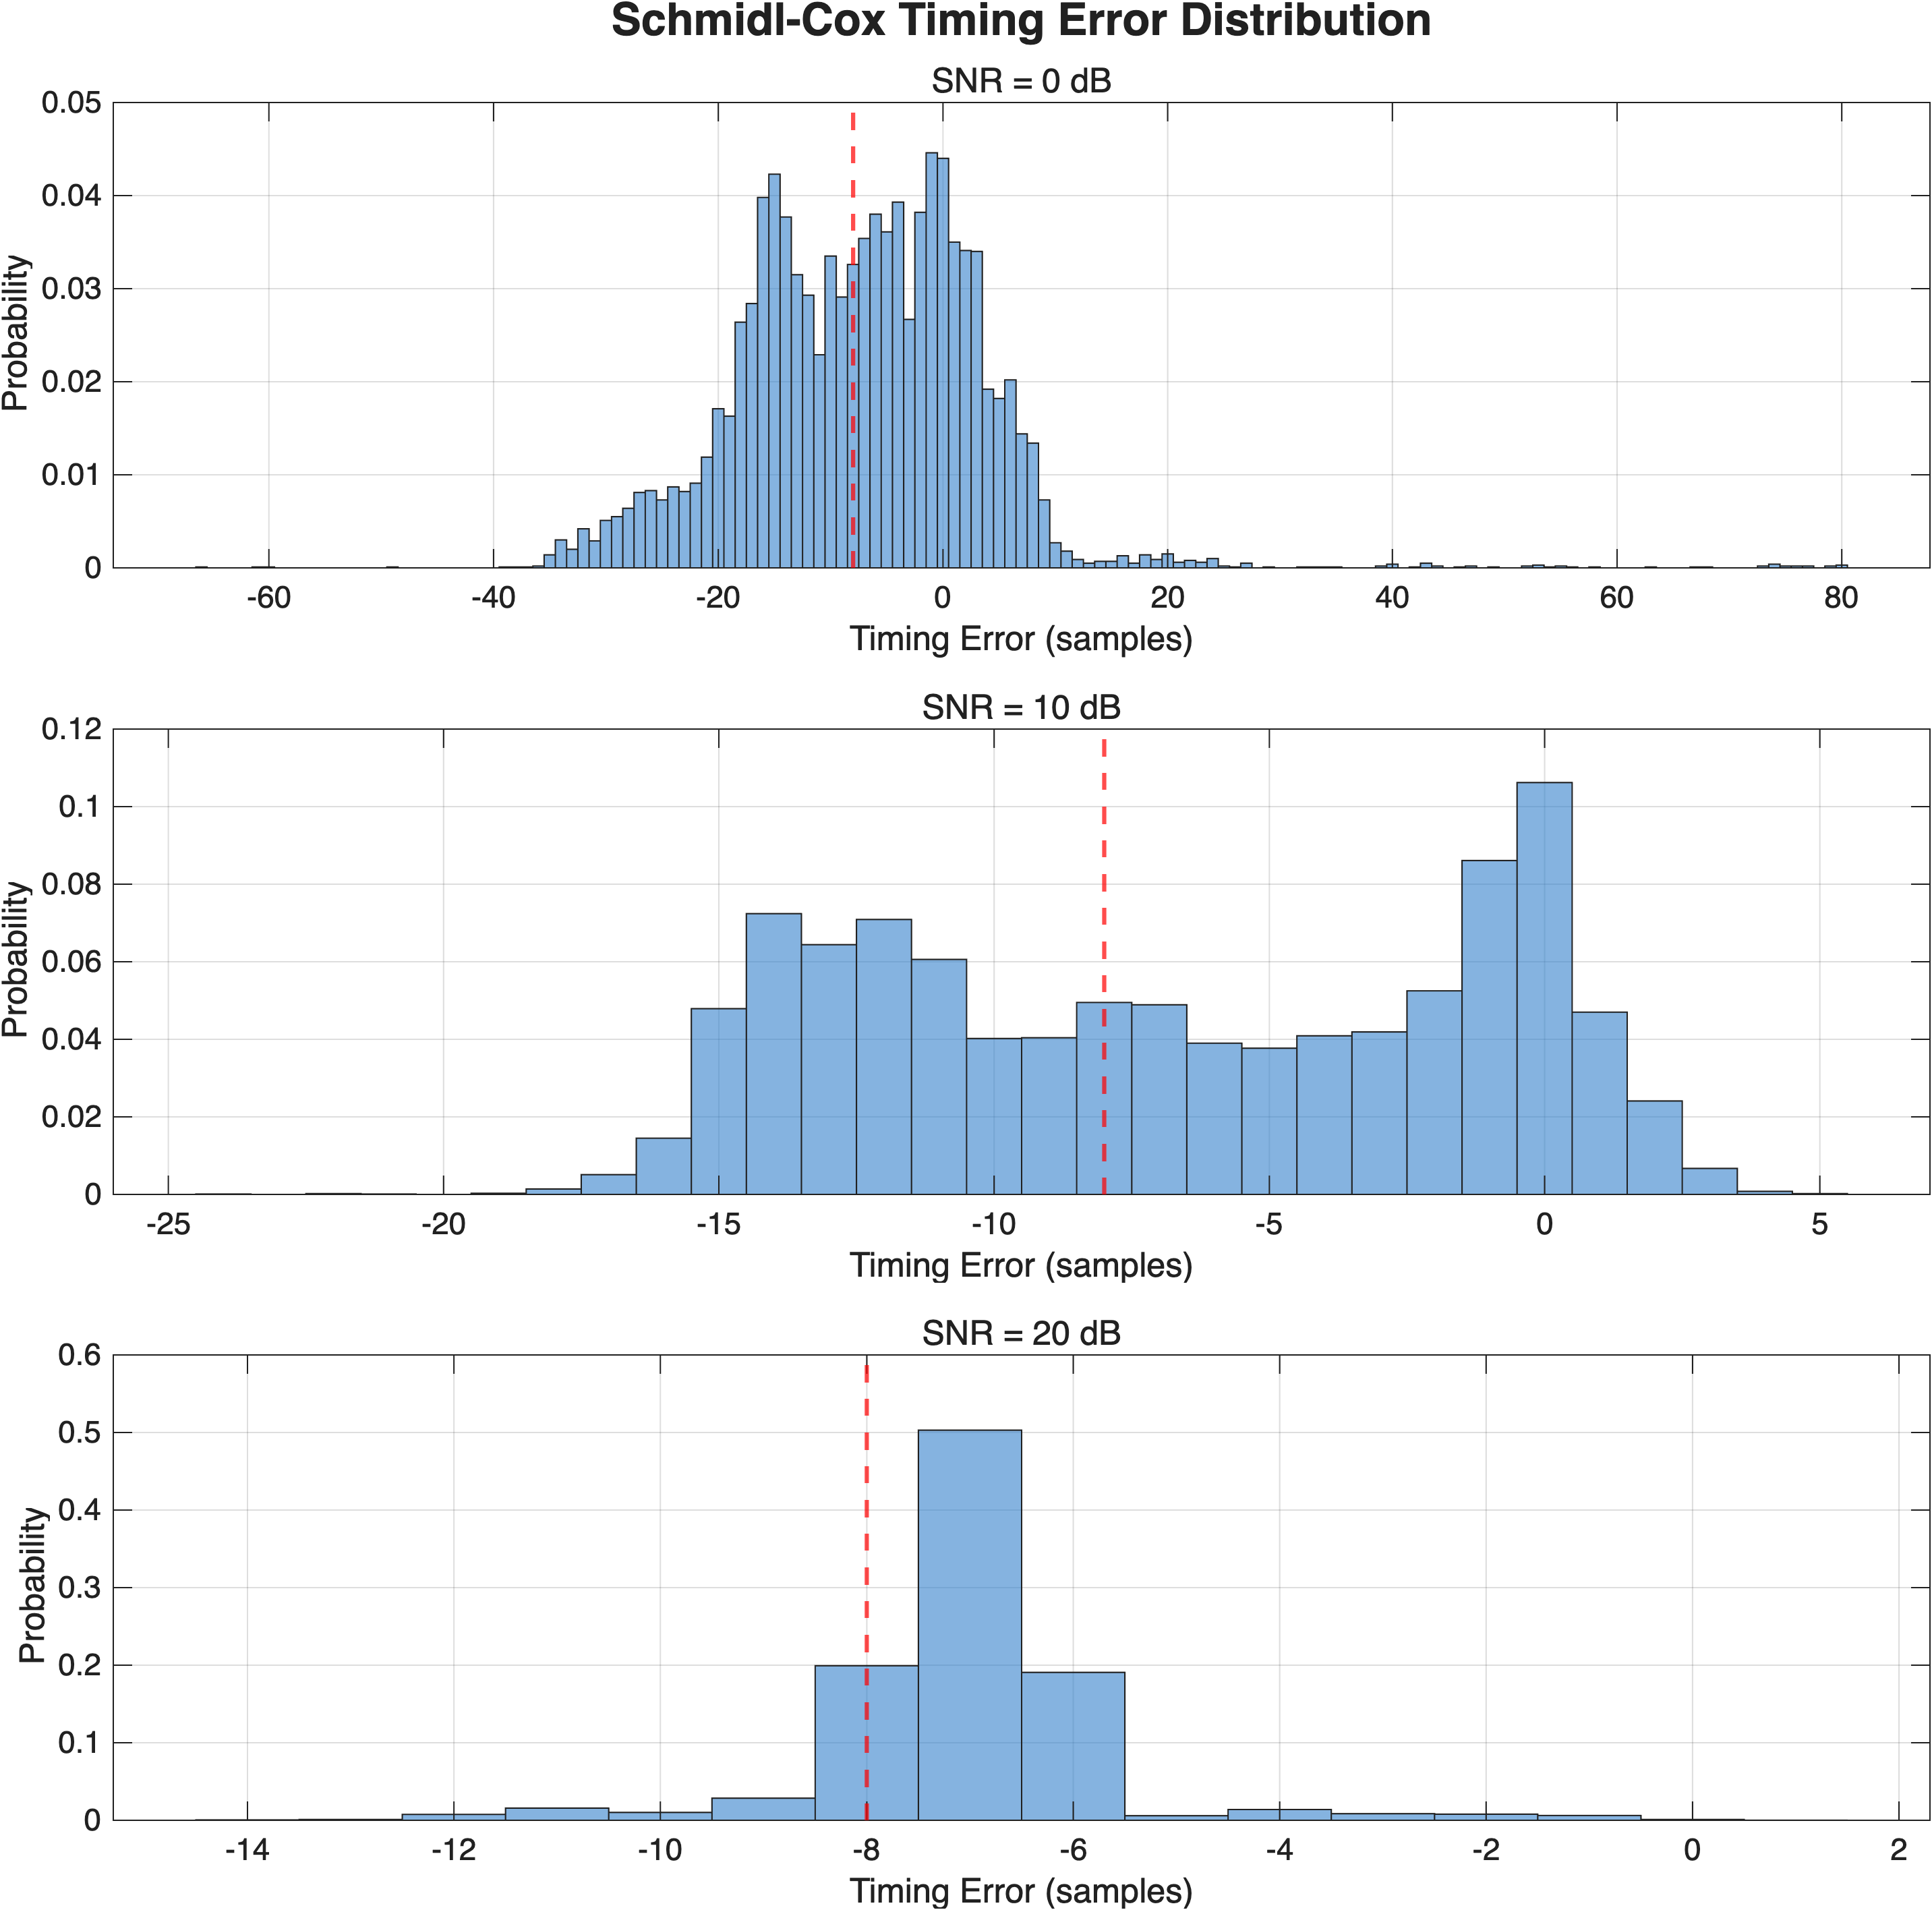 Schmidl-Cox Timing Error Distribution
SNR = 0 dB
0.05
0.04
0.03
0.02
0.01
0
Probability
-60 -40 -20 0 20 40 60 80
Timing Error (samples)
SNR = 10 dB
0.12
0.1
0.08
0.06
0.04
0.02
0
Probability
-25 -20 -15 -10 -5 0 5
Timing Error (samples)
SNR = 20 dB
0.6
0.5
0.4
0.3
0.2
0.1
0
Probability
-14 -12 -10 -8 -6 -4 -2 0 2
Timing Error (samples)